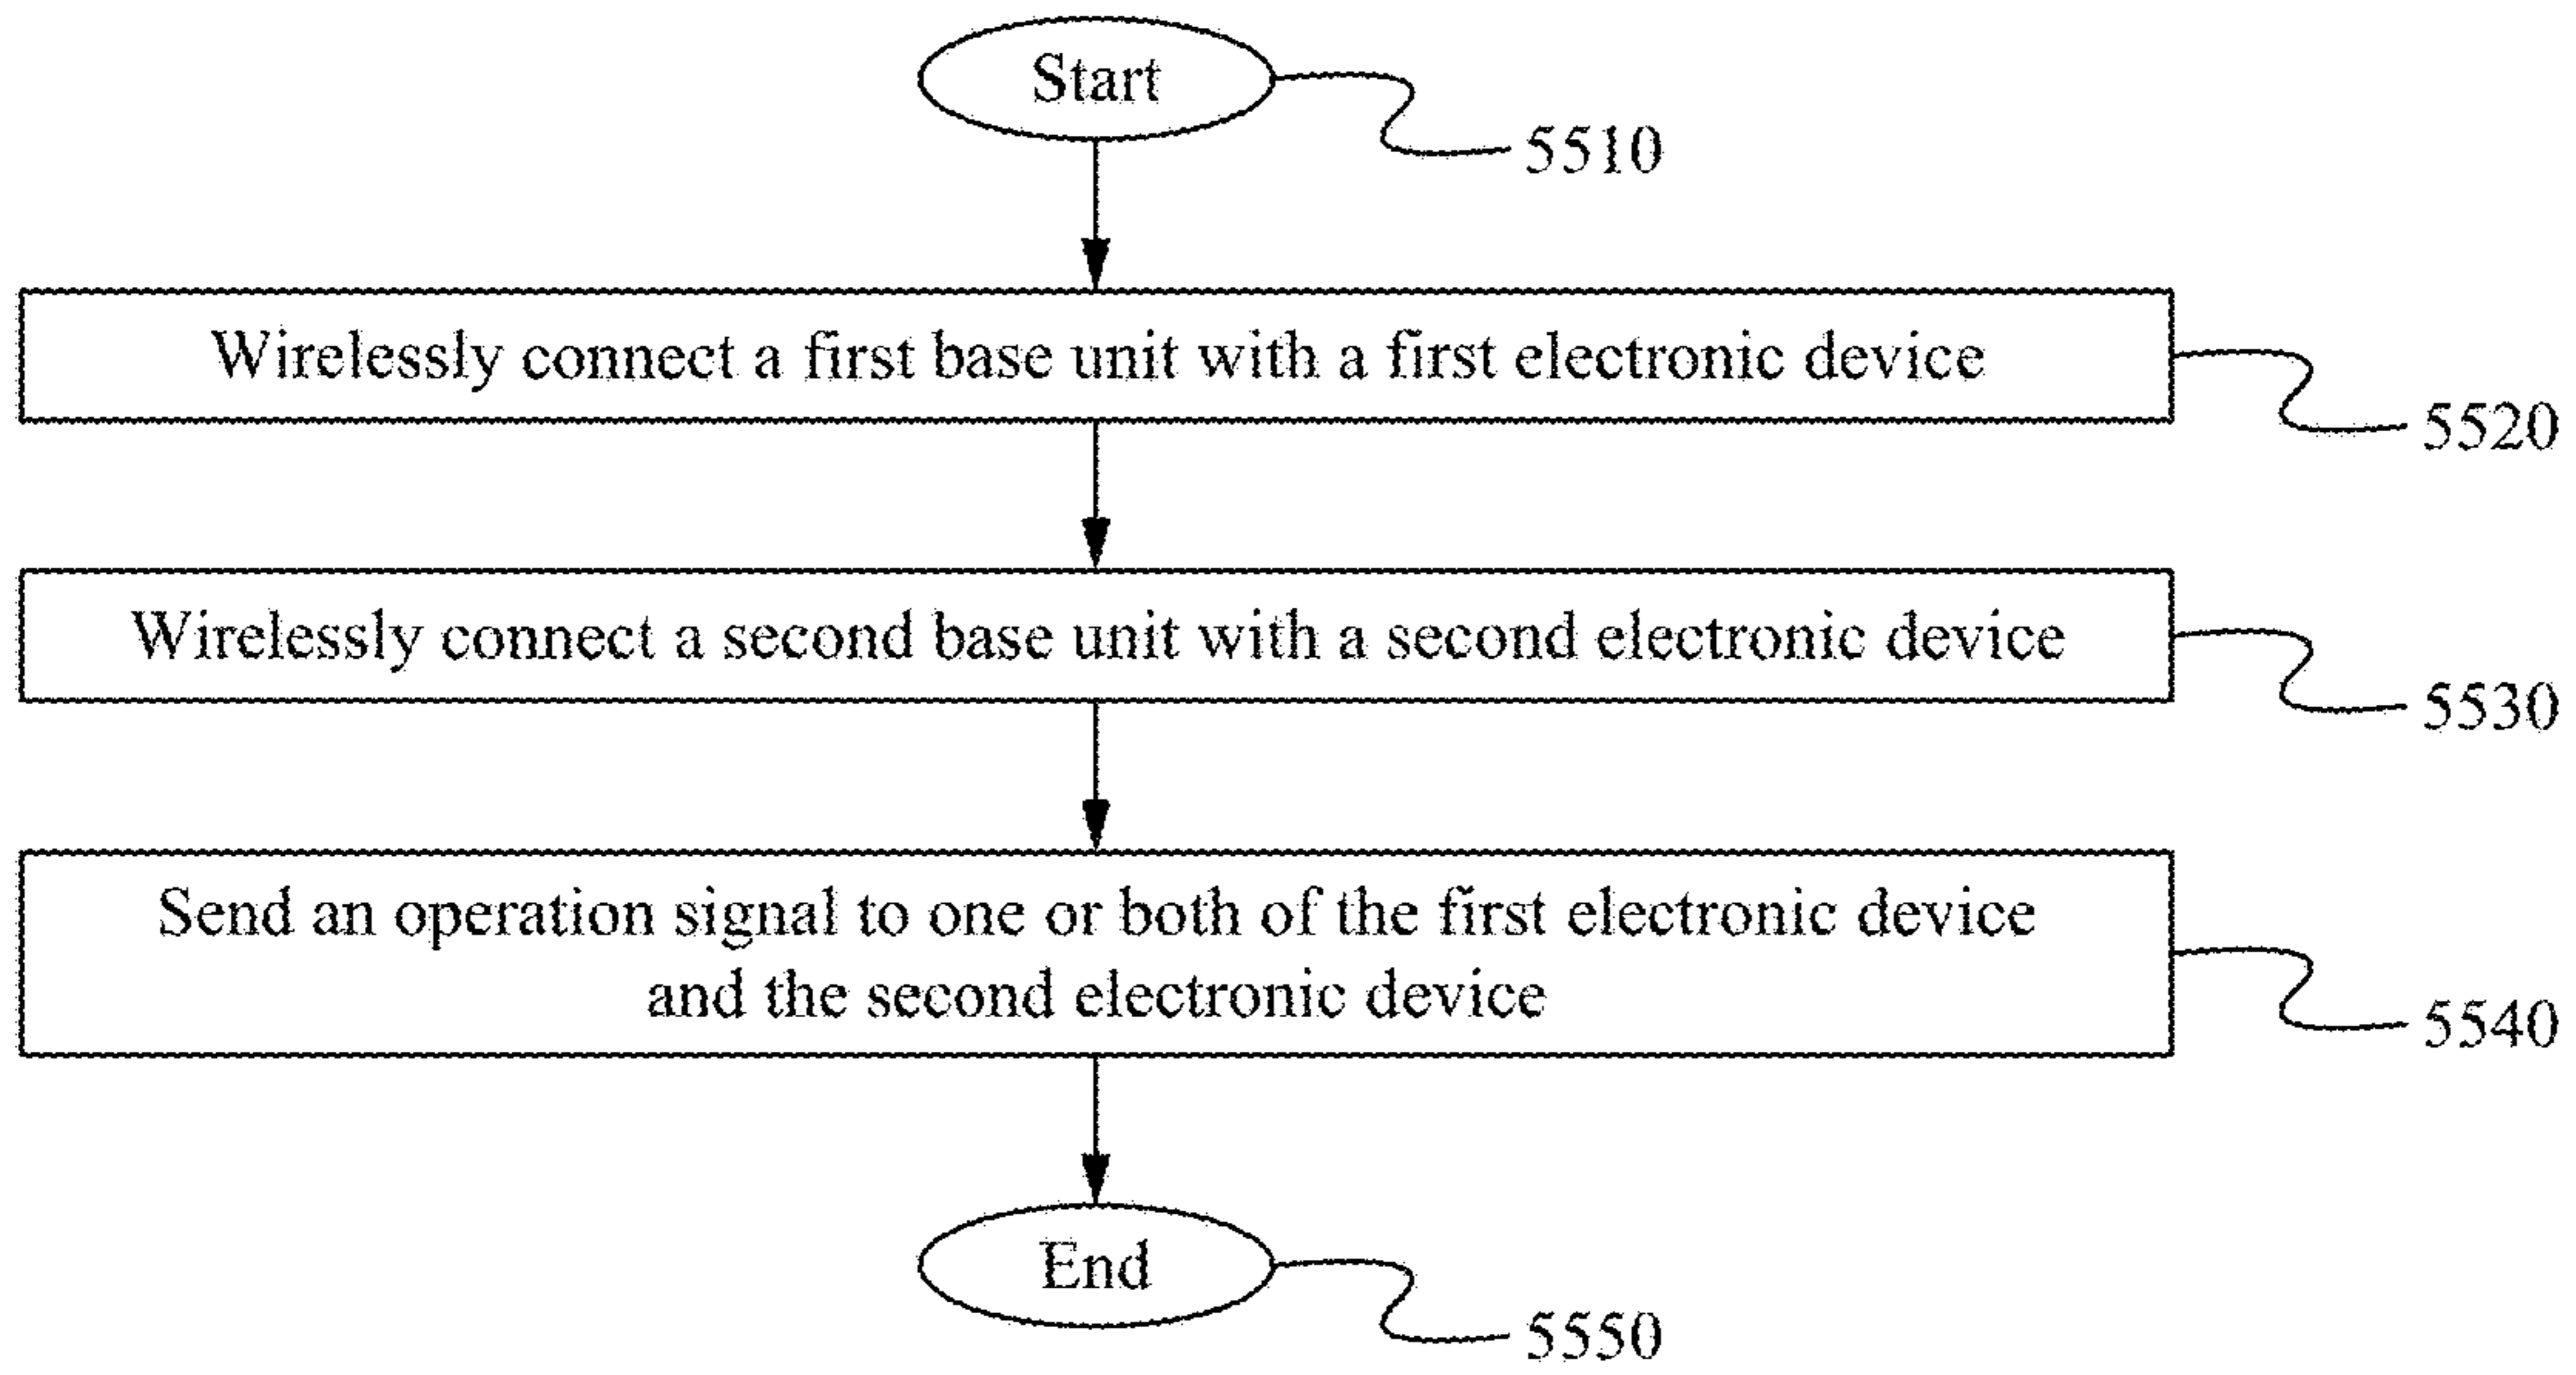 Start
5510
Wirelessly connect a first base unit with a first electronic device
5520
Wirelessly connect a second base unit with a second electronic device
5530
Send an operation signal to one or both of the first electronic device
and the second electronic device
5540
End
5550